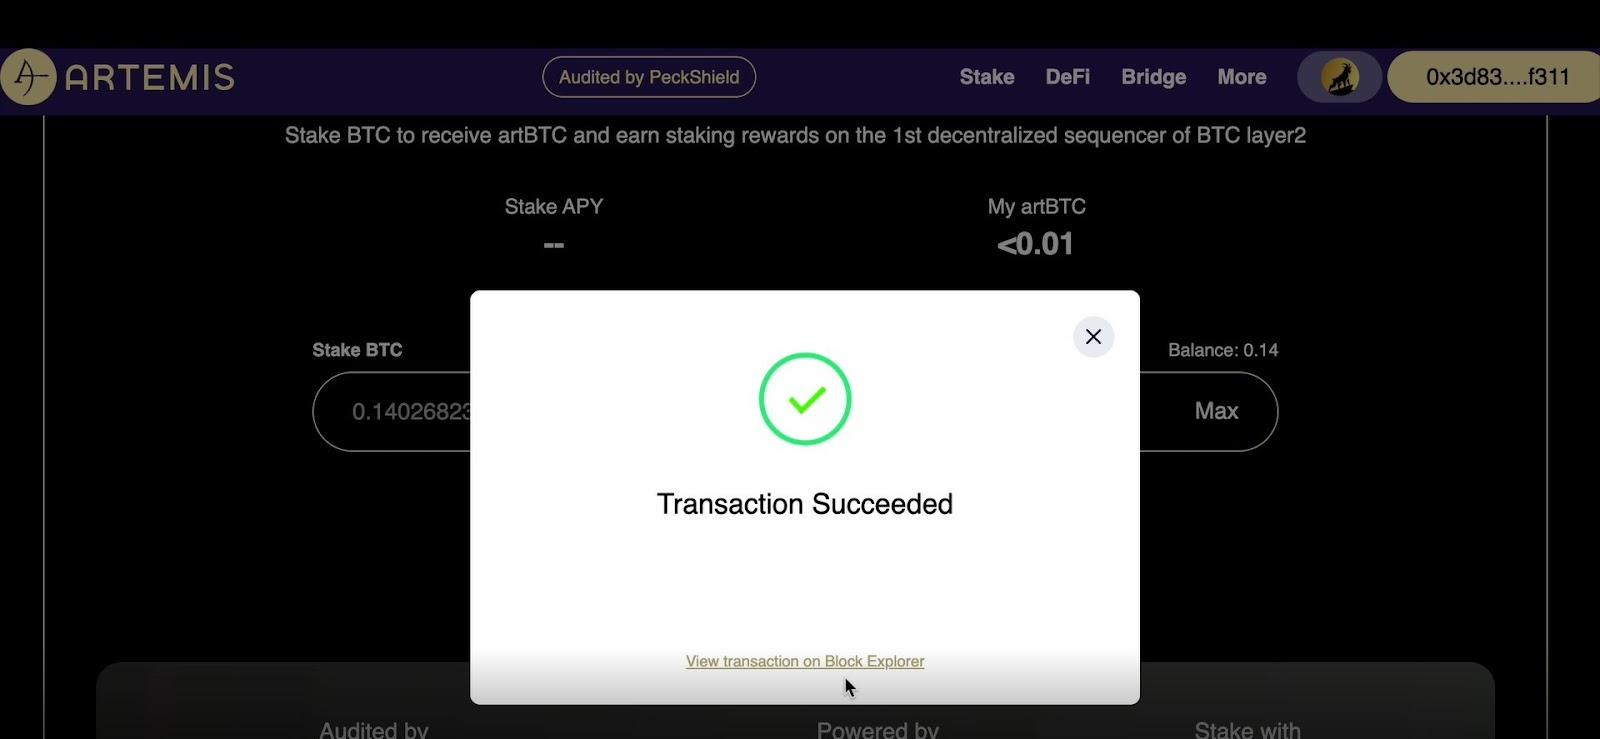 ARTEMIS
Audited by PeckShield
Stake DeFi Bridge More
0x3d83....f311
Stake BTC to receive artBTC and earn staking rewards on the 1st decentralized sequencer of BTC layer2
Stake APY
--
My artBTC
<0.01
Stake BTC
Balance: 0.14
0.14026823
Max
Transaction Succeeded
View transaction on Block Explorer
Audited by
Powered by
Stake with